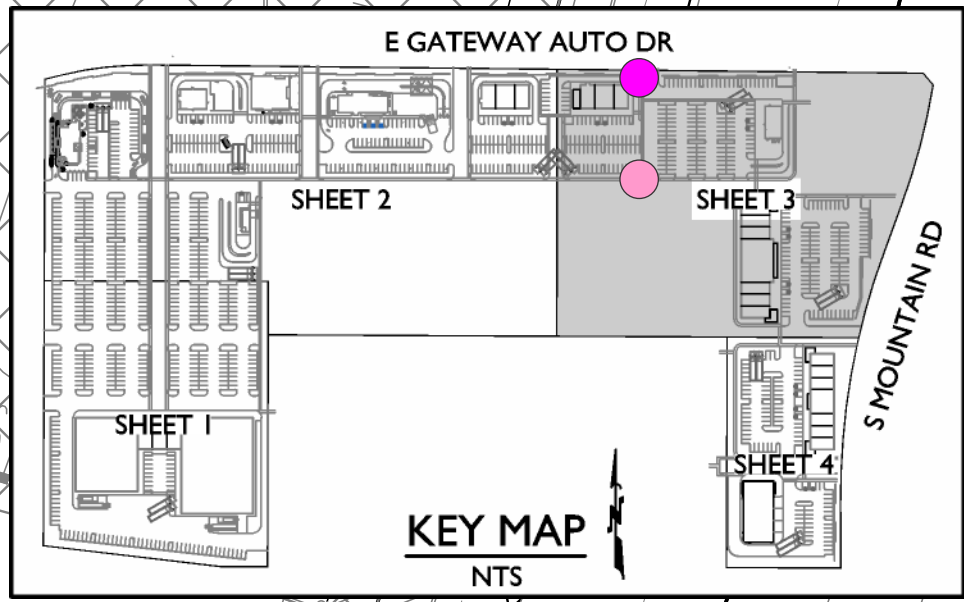 E GATEWAY AUTO DR
SHEET 2
SHEET 3
S MOUNTAIN RD
SHEET 1
SHEET 4
KEY MAP
NTS